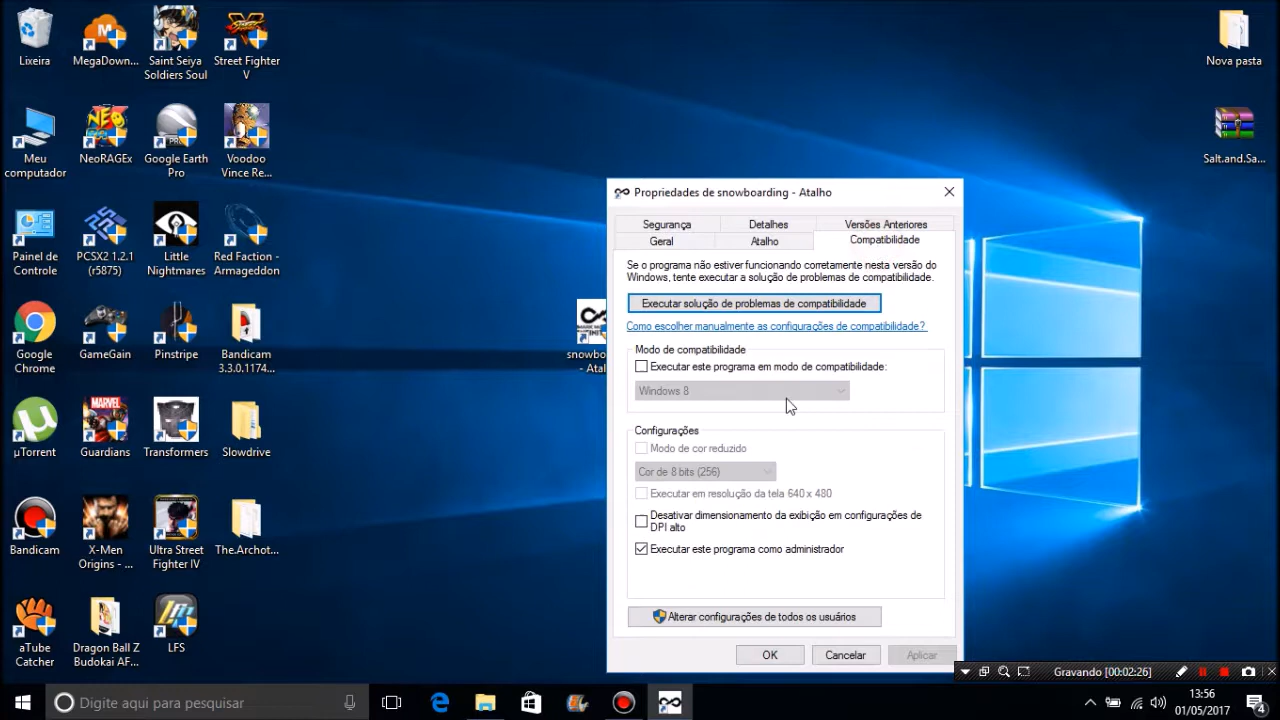 Lixeira
MegaDown...
Saint Seiya
Soldiers Soul
Street Fighter
V
Nova pasta
Meu
computador
NeoRAGEx
Google Earth
Pro
Voodoo
Vince Re...
Salt.and.Sa...
Painel de
Controle
PCSX2 1.2.1
(r5875)
Little
Nightmares
Red Faction -
Armageddon
Google
Chrome
GameGain
Pinstripe
Bandicam
3.3.0.1174...
snowbo
- Atal
µTorrent
Guardians
Transformers
Slowdrive
Bandicam
X-Men
Origins - ...
Ultra Street
Fighter IV
The.Archot...
aTube
Catcher
Dragon Ball Z
Budokai AF...
LFS
Propriedades de snowboarding - Atalho
Segurança
Detalhes
Versões Anteriores
Geral
Atalho
Compatibilidade
Se o programa não estiver funcionando corretamente nesta versão do
Windows, tente executar a solução de problemas de compatibilidade.
Executar solução de problemas de compatibilidade
Como escolher manualmente as configurações de compatibilidade?
Modo de compatibilidade
Executar este programa em modo de compatibilidade:
Windows 8
Configurações
Modo de cor reduzido
Cor de 8 bits (256)
Executar em resolução da tela 640 x 480
Desativar dimensionamento da exibição em configurações de
DPI alto
Executar este programa como administrador
Alterar configurações de todos os usuários
OK
Cancelar
Aplicar
Gravando [00:02:26]
Digite aqui para pesquisar
13:56
01/05/2017
4